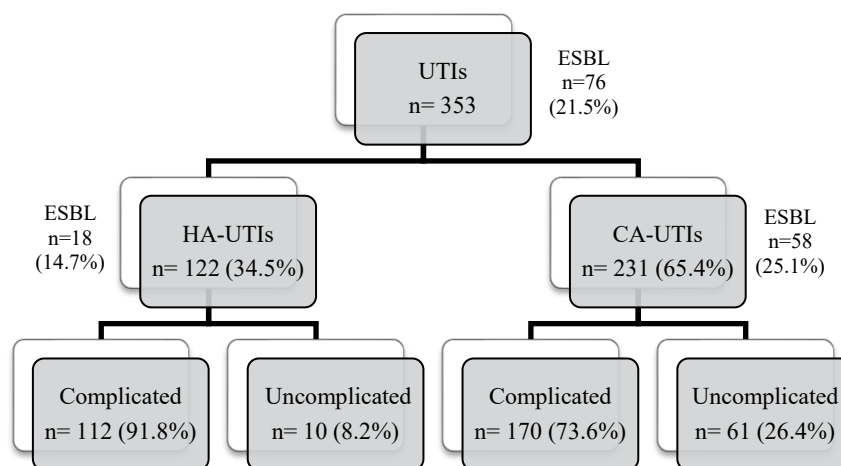 UTIs
n= 353
ESBL
n=76
(21.5%)
ESBL
n=18
(14.7%)
HA-UTIs
n= 122 (34.5%)
CA-UTIs
n= 231 (65.4%)
ESBL
n=58
(25.1%)
Complicated
n= 112 (91.8%)
Uncomplicated
n= 10 (8.2%)
Complicated
n= 170 (73.6%)
Uncomplicated
n= 61 (26.4%)